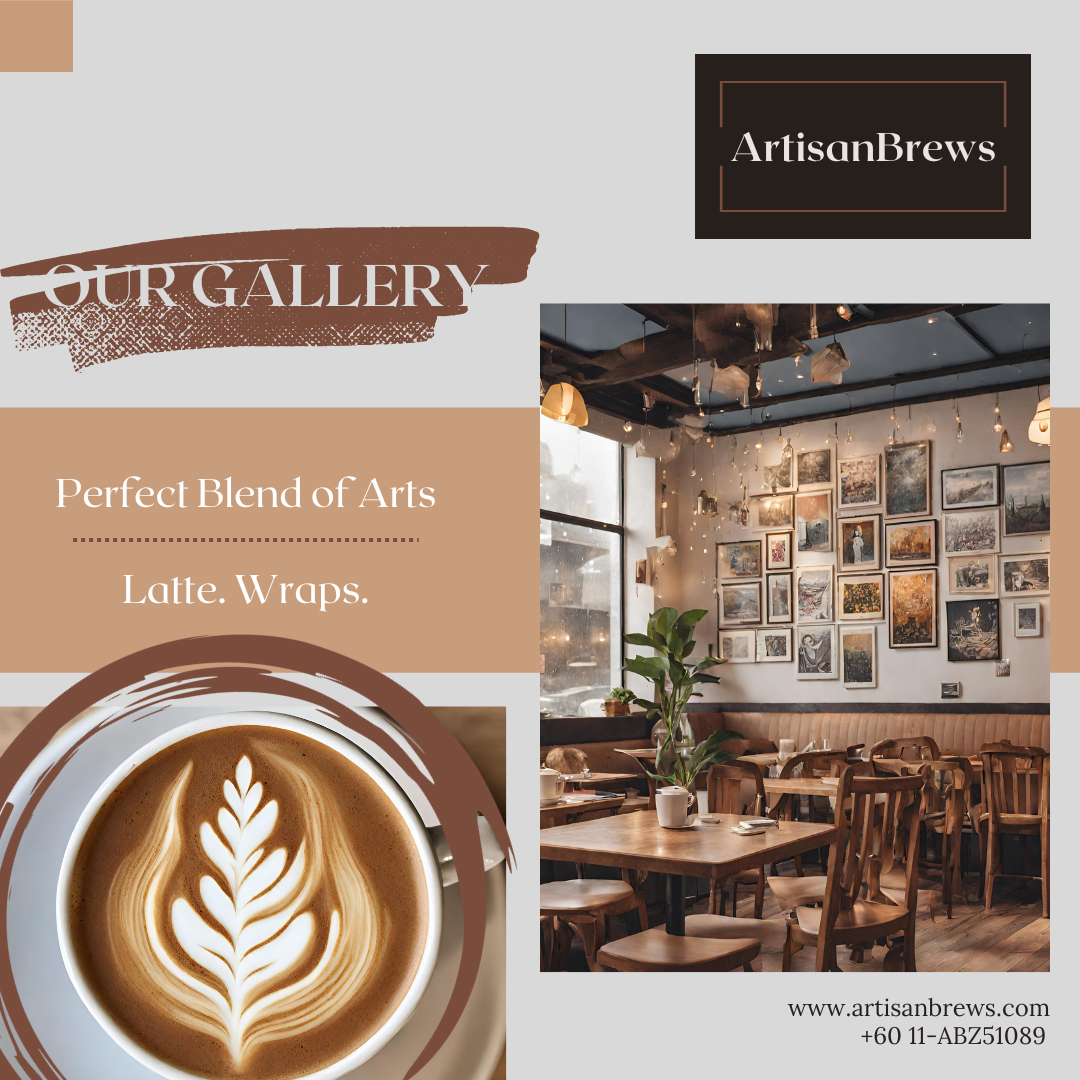 ArtisanBrews
OUR GALLERY
Perfect Blend of Arts
Latte. Wraps.
www.artisanbrews.com
+60 11-ABZ51089